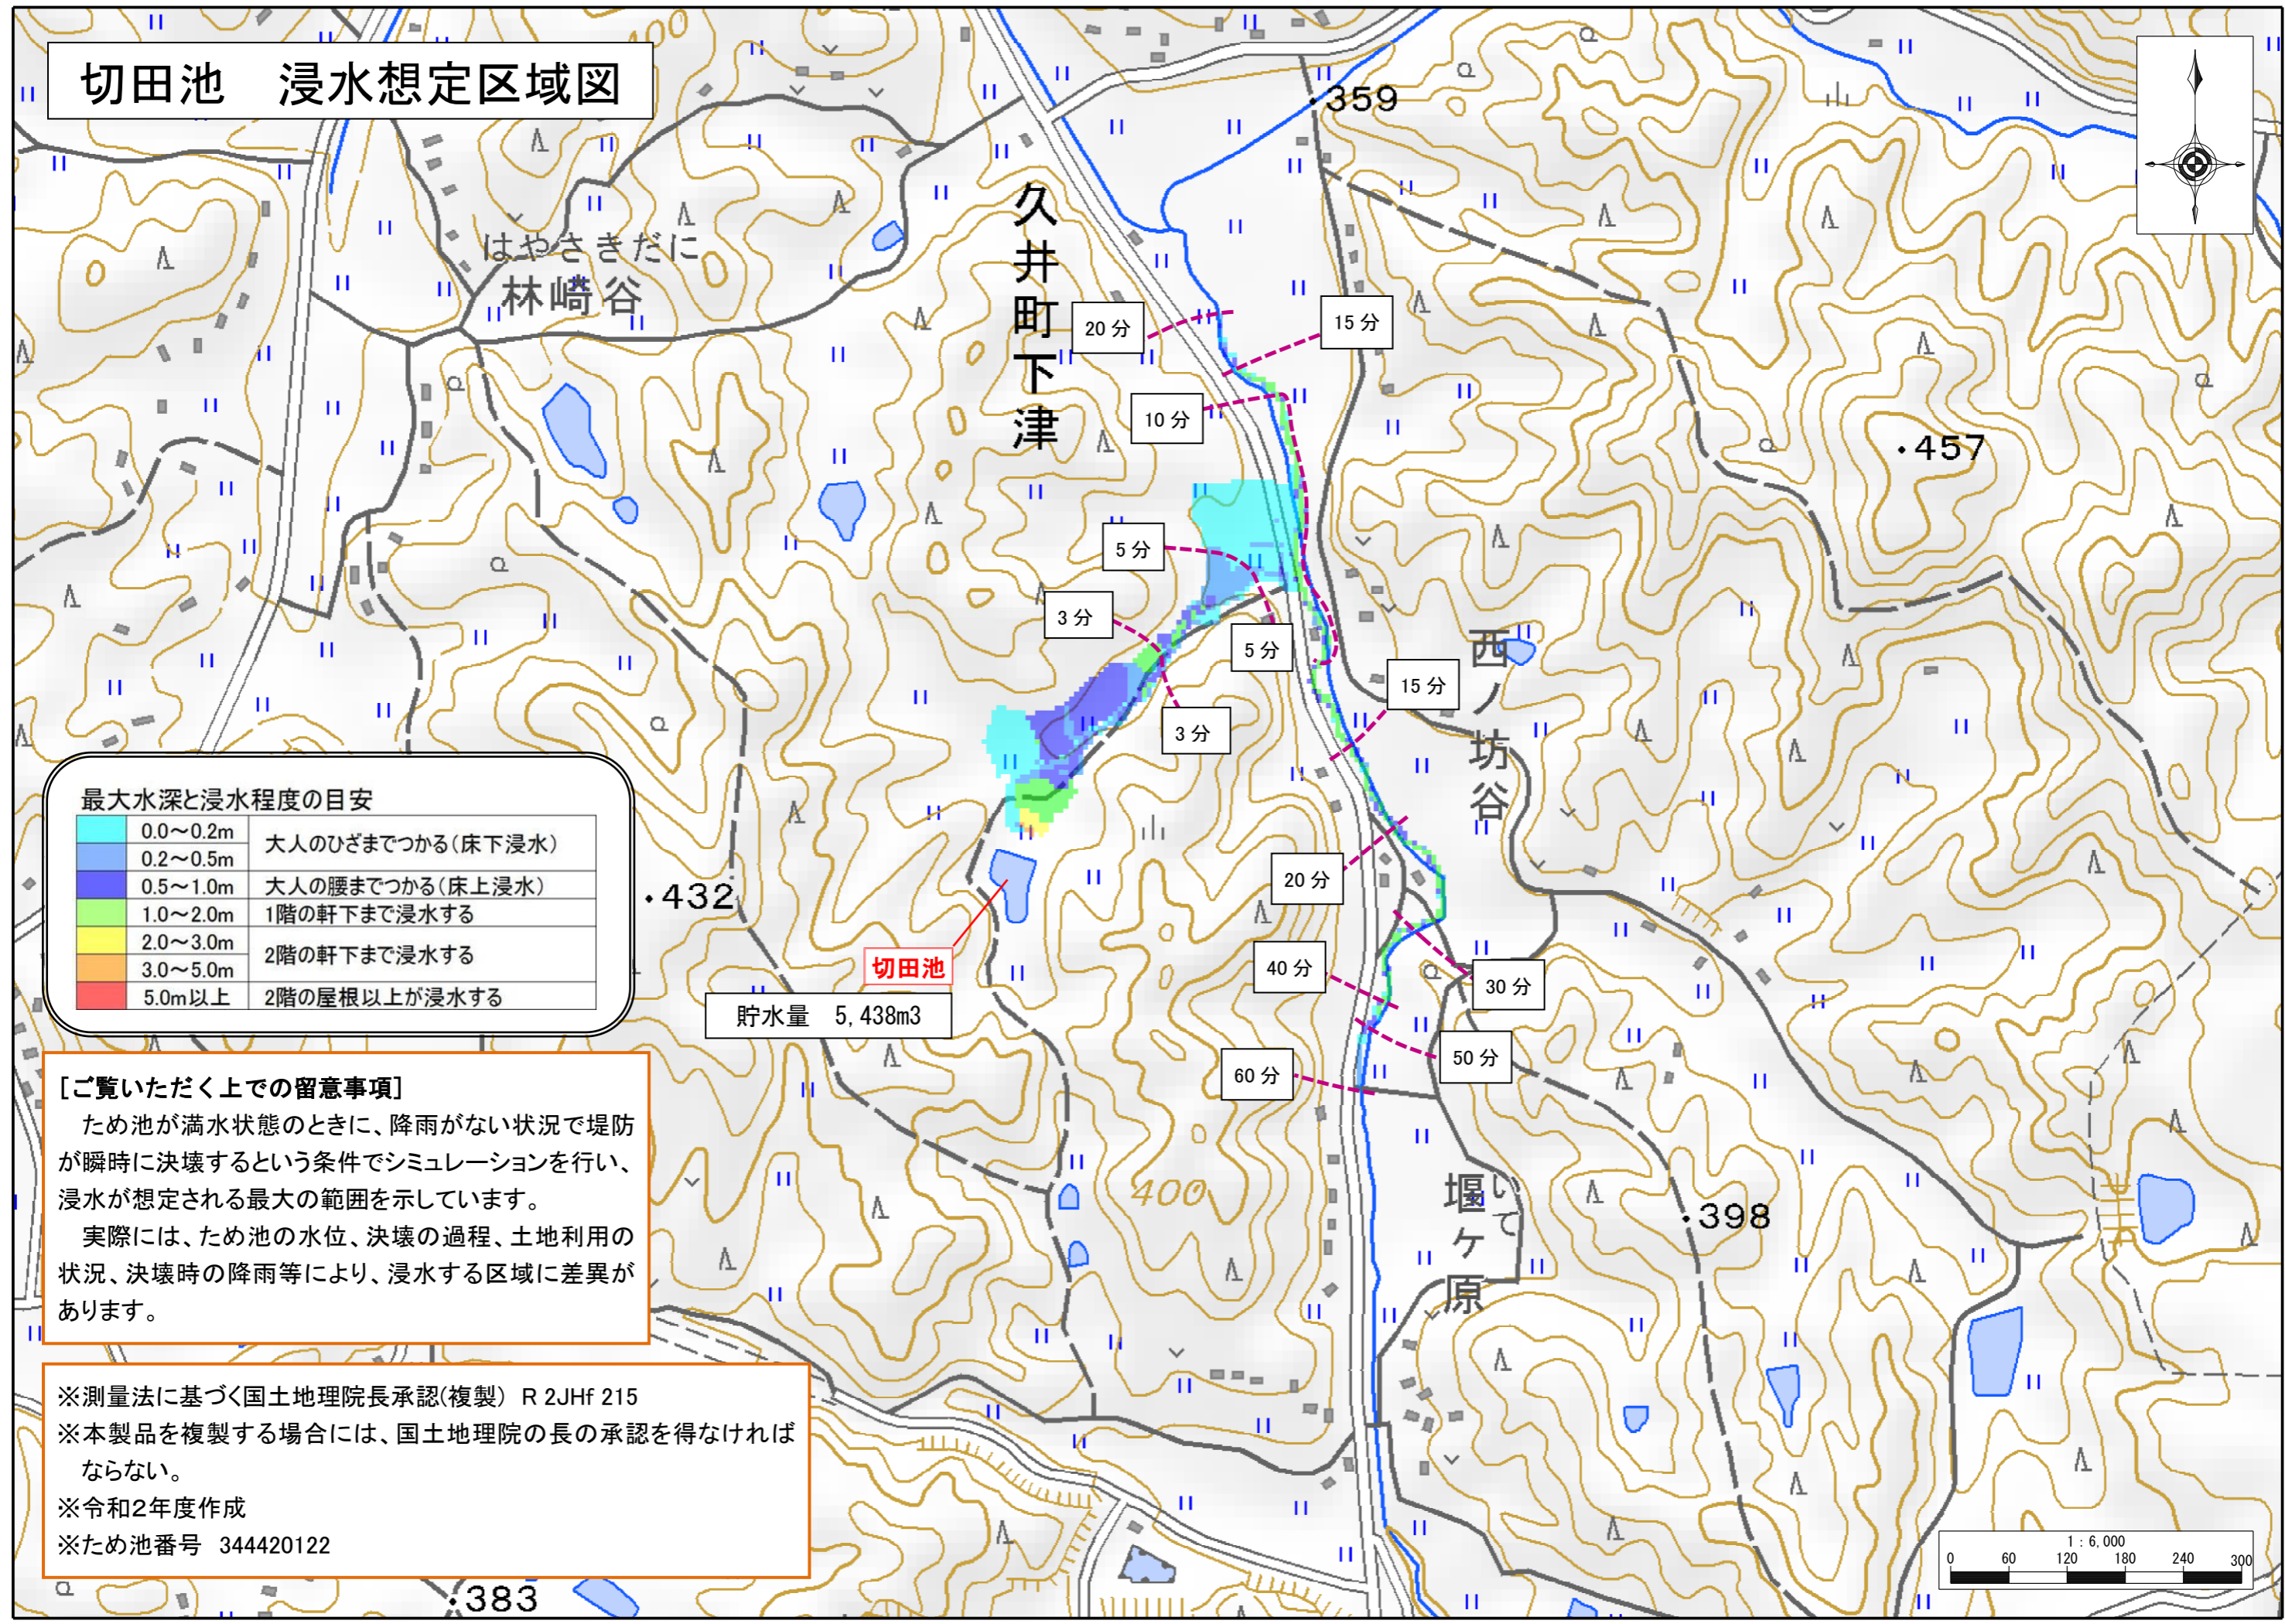 切田池　浸水想定区域図
359
久井町下津
はやさきだに
林崎谷
20 分
15 分
10 分
457
5 分
3 分
5 分
西ノ坊谷
15 分
3 分
最大水深と浸水程度の目安
0.0～0.2m 大人のひざまでつかる（床下浸水）
0.2～0.5m
0.5～1.0m 大人の腰までつかる（床上浸水）
1.0～2.0m 1階の軒下まで浸水する
2.0～3.0m 2階の軒下まで浸水する
3.0～5.0m
5.0m以上 2階の屋根以上が浸水する
432
20 分
切田池
40 分
30 分
貯水量　5,438m3
50 分
60 分
[ご覧いただく上での留意事項]
ため池が満水状態のときに、降雨がない状況で堤防
が瞬時に決壊するという条件でシミュレーションを行い、
浸水が想定される最大の範囲を示しています。
実際には、ため池の水位、決壊の過程、土地利用の
状況、決壊時の降雨等により、浸水する区域に差異が
あります。
400
400
堰ケ原
いで
398
※測量法に基づく国土地理院長承認(複製)　R 2JHf 215
※本製品を複製する場合には、国土地理院の長の承認を得なければ
ならない。
※令和2年度作成
※ため池番号　344420122
383
1 : 6,000
0 60 120 180 240 300